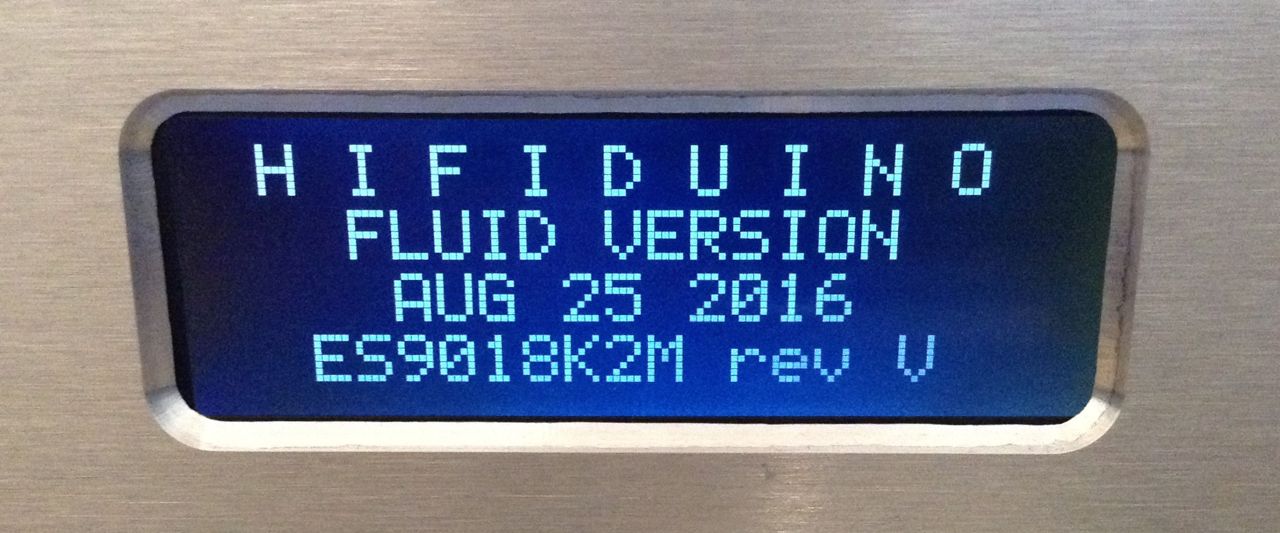 H I F I D U I N O
FLUID VERSION
AUG 25 2016
ES9018K2M rev V